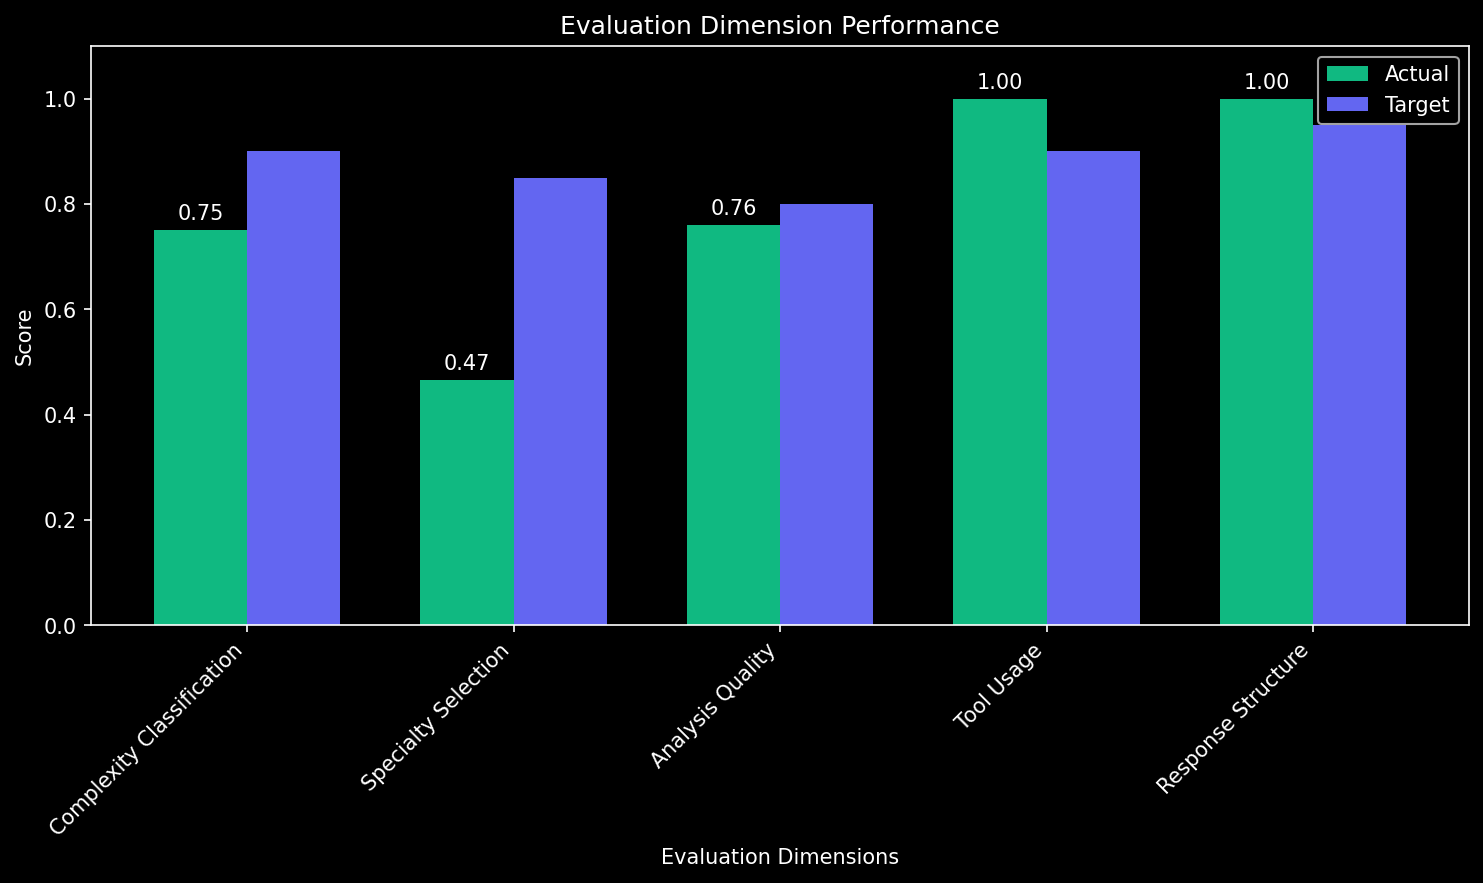 Evaluation Dimension Performance
1.00
1.00
Actual
Target
1.0
0.8
0.6
0.4
0.2
0.0
Score
0.75
0.47
0.76
Complexity Classification
Specialty Selection
Analysis Quality
Tool Usage
Response Structure
Evaluation Dimensions